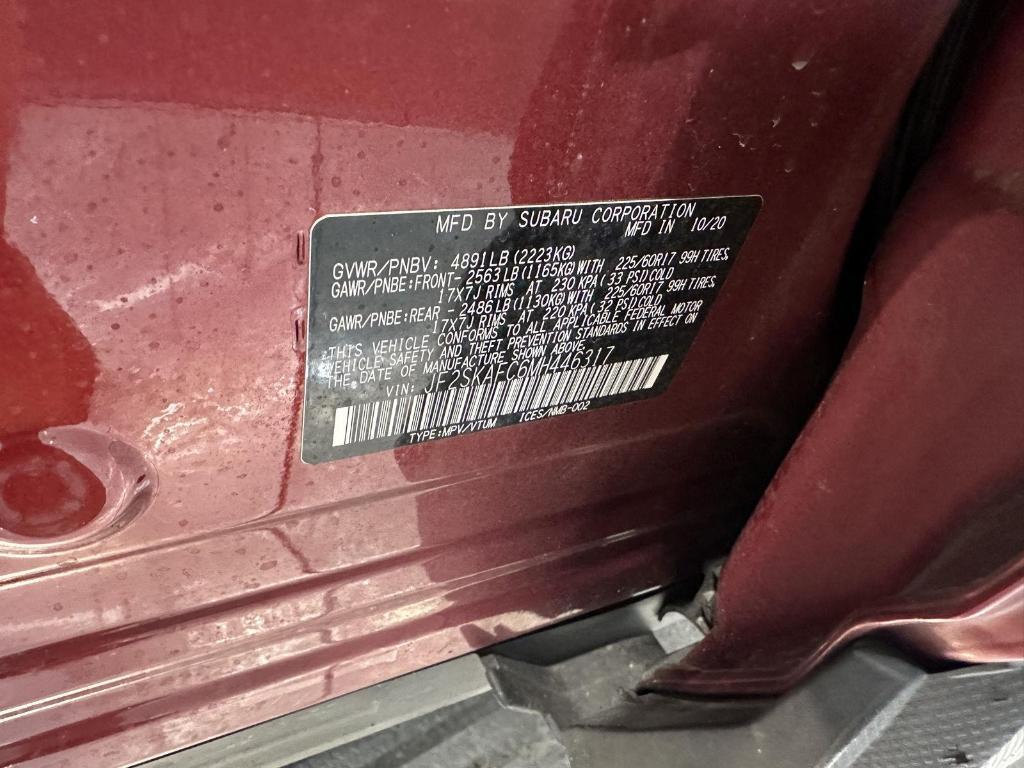 MFD BY SUBARU CORPORATION
MFD IN 10/20
GVWR/PNBV: 4891LB(2223KG)
GAWR/PNBE:FRONT-2563LB(1165KG)WITH 225/60R17 99H TIRES
17X7J RIMS AT 230 KPA(33 PSI)COLD
GAWR/PNBE:REAR -2486LB(1130KG)WITH 225/60R17 99H TIRES
17X7J RIMS AT 220 KPA(32 PSI)COLD
THIS VEHICLE CONFORMS TO ALL APPLICABLE FEDERAL MOTOR
VEHICLE SAFETY AND THEFT PREVENTION STANDARDS IN EFFECT ON
THE DATE OF MANUFACTURE SHOWN ABOVE.
VIN: JF2SKAFC6MH446317
TYPE:MPV/VTUM ICES/NMB-002